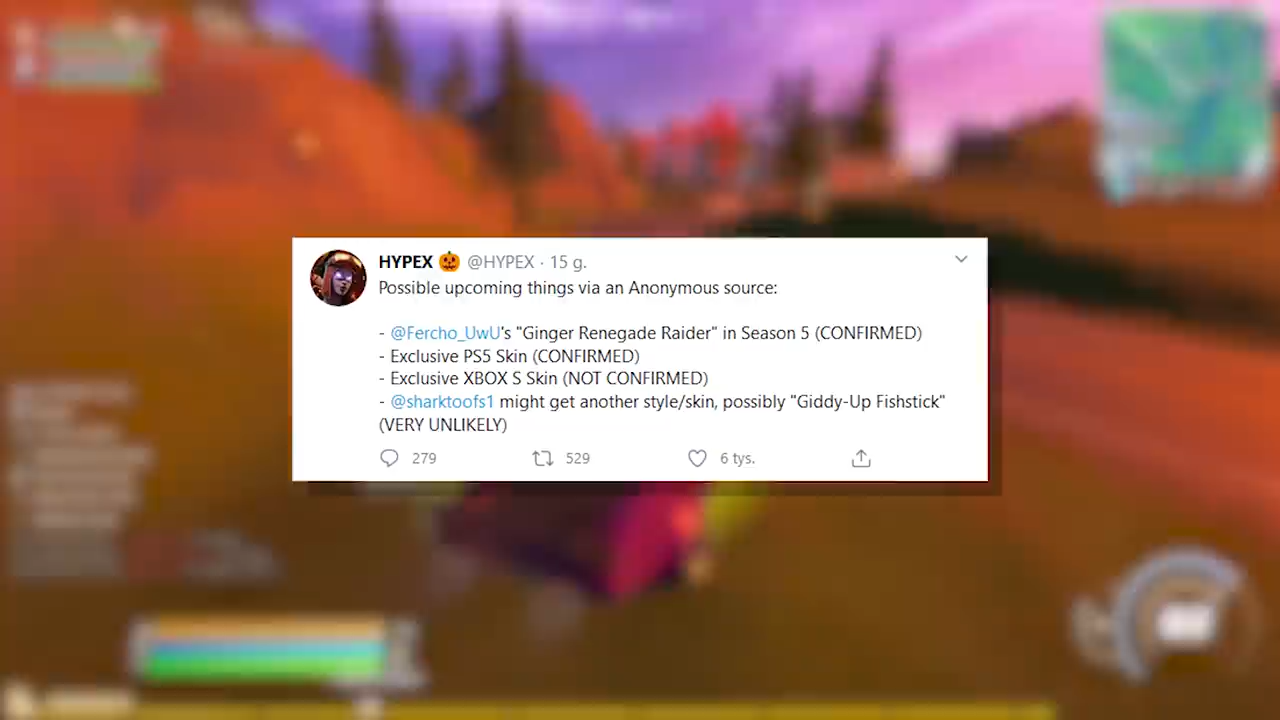 HYPEX 🎃 @HYPEX · 15 g.
Possible upcoming things via an Anonymous source:
- @Fercho_UwU's "Ginger Renegade Raider" in Season 5 (CONFIRMED)
- Exclusive PS5 Skin (CONFIRMED)
- Exclusive XBOX S Skin (NOT CONFIRMED)
- @sharktoofs1 might get another style/skin, possibly "Giddy-Up Fishstick"
(VERY UNLIKELY)
279 529 6 tys.